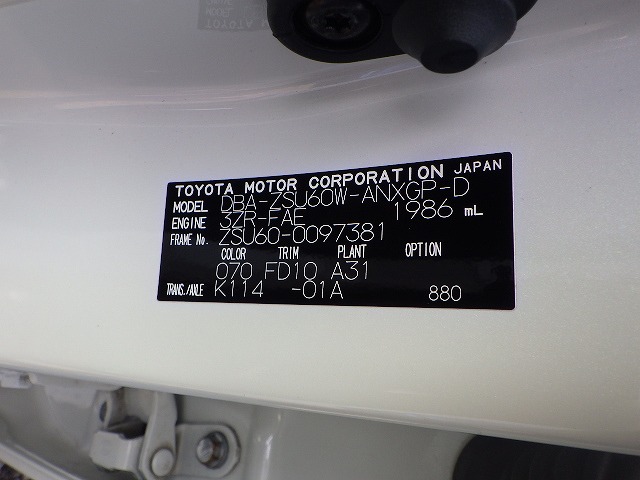 TOYOTA MOTOR CORPORATION JAPAN
MODEL DBA-ZSU60W-ANXGP-D
ENGINE 3ZR-FAE 1986 mL
FRAME No. ZSU60-0097381
COLOR TRIM PLANT OPTION
070 FD10 A31
TRANS./AXLE K114 -01A 880